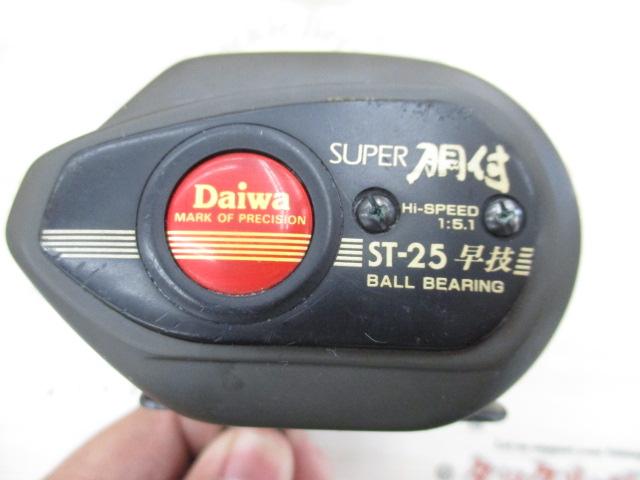 SUPER 胴付
Daiwa
MARK OF PRECISION
Hi-SPEED
1:5.1
ST-25 早技
BALL BEARING